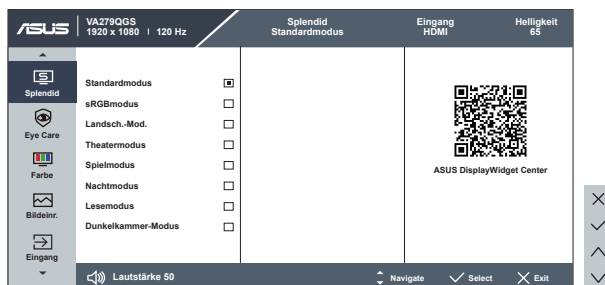 ASUS
VA279QGS
1920 x 1080 | 120 Hz
Splendid
Standardmodus
Eingang
HDMI
Helligkeit
65
Splendid
Eye Care
Farbe
Bildeinr.
Eingang
Standardmodus
sRGBmodus
Landsch.-Mod.
Theatermodus
Spielmodus
Nachtmodus
Lesemodus
Dunkelkammer-Modus
ASUS DisplayWidget Center
Lautstärke 50
Navigate
Select
Exit